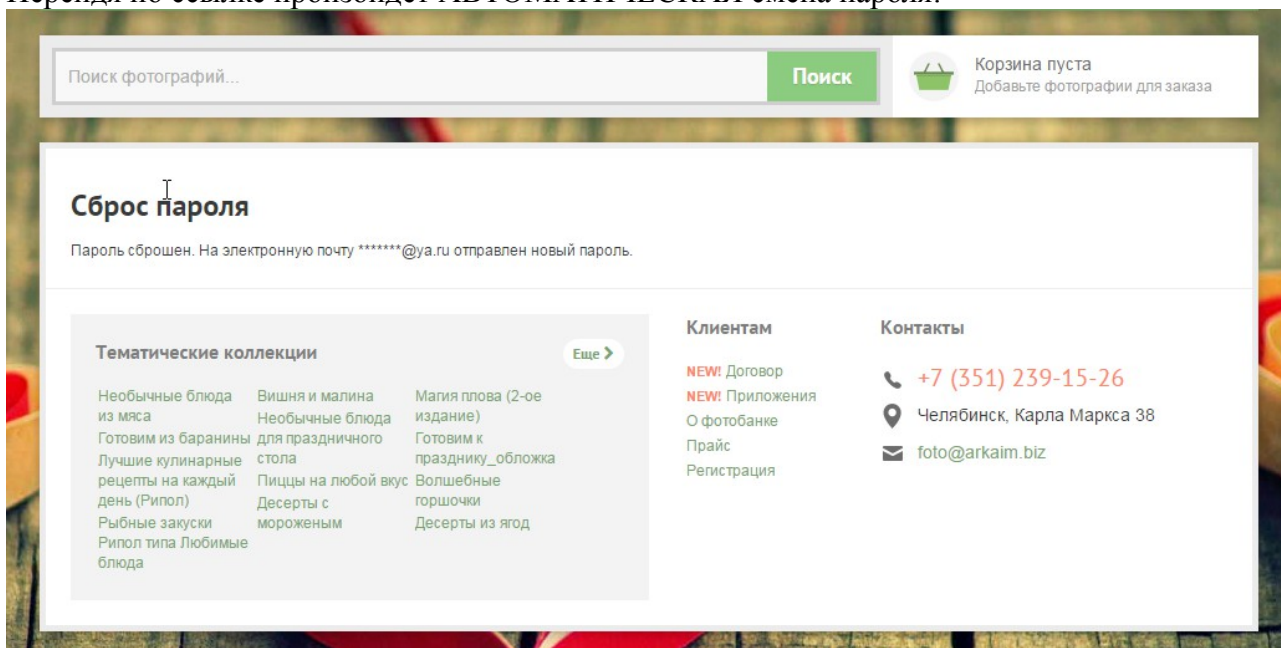 Перейдя по ссылке произойдет АВТОМАТИЧЕСКАЯ смена пароля:
Поиск фотографий...
Поиск
Корзина пуста
Добавьте фотографии для заказа
Сброс пароля
Пароль сброшен. На электронную почту *******@ya.ru отправлен новый пароль.
Тематические коллекции
Еще
Необычные блюда
из мяса
Готовим из баранины
Лучшие кулинарные
рецепты на каждый
день (Рипол)
Рыбные закуски
Рипол типа Любимые
блюда
Вишня и малина
Необычные блюда
для праздничного
стола
Пиццы на любой вкус
Десерты с
мороженым
Магия плова (2-ое
издание)
Готовим к
празднику_обложка
Волшебные
горшочки
Десерты из ягод
Клиентам
NEW! Договор
NEW! Приложения
О фотобанке
Прайс
Регистрация
Контакты
+7 (351) 239-15-26
Челябинск, Карла Маркса 38
foto@arkaim.biz